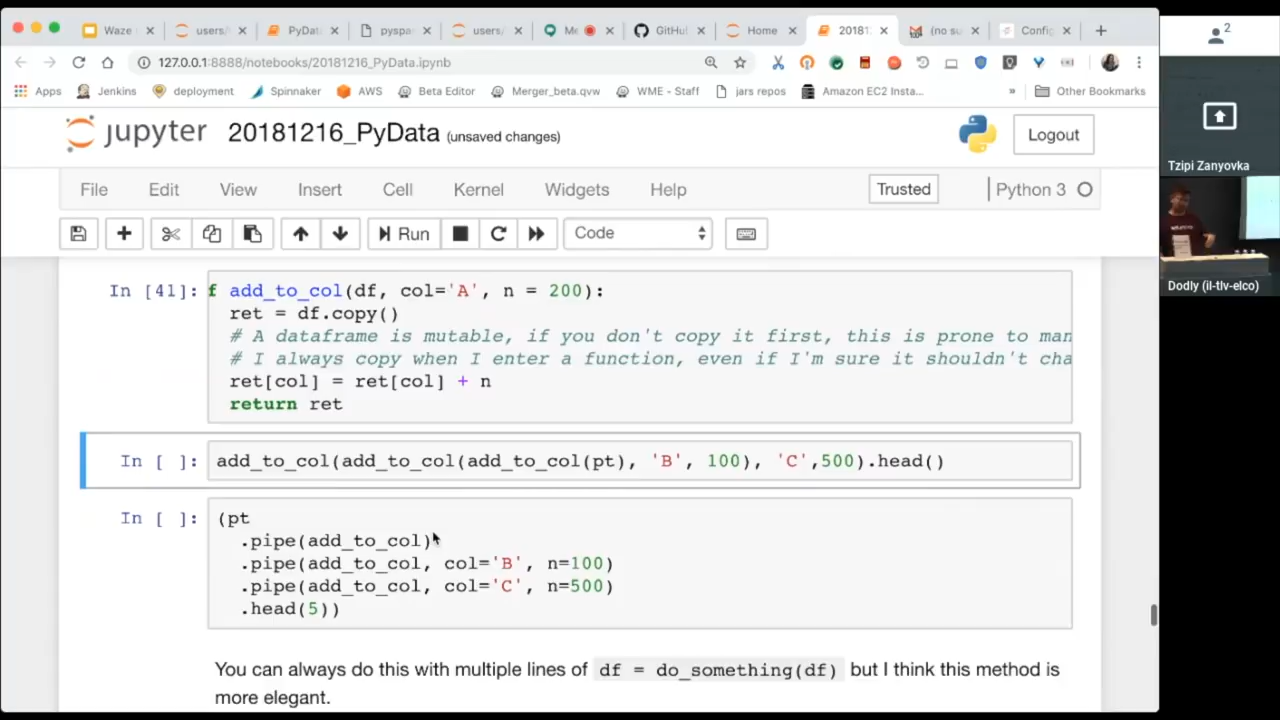 Waze
users/
PyData
pyspa
users/
Me
GitHu
Home
2018
(no su
Config
127.0.0.1:8888/notebooks/20181216_PyData.ipynb
Apps Jenkins deployment Spinnaker AWS Beta Editor Merger_beta.qvw WME - Staff jars repos Amazon EC2 Insta... » Other Bookmarks
jupyter 20181216_PyData (unsaved changes) Logout
File Edit View Insert Cell Kernel Widgets Help Trusted Python 3
Run Code
In [41]: f add_to_col(df, col='A', n = 200):
ret = df.copy()
# A dataframe is mutable, if you don't copy it first, this is prone to man
# I always copy when I enter a function, even if I'm sure it shouldn't cha
ret[col] = ret[col] + n
return ret
In [ ]: add_to_col(add_to_col(add_to_col(pt), 'B', 100), 'C',500).head()
In [ ]: (pt
.pipe(add_to_col)
.pipe(add_to_col, col='B', n=100)
.pipe(add_to_col, col='C', n=500)
.head(5))
You can always do this with multiple lines of df = do_something(df) but I think this method is
more elegant.
2
Tzipi Zanyovka
Dodly (il-tlv-elco)